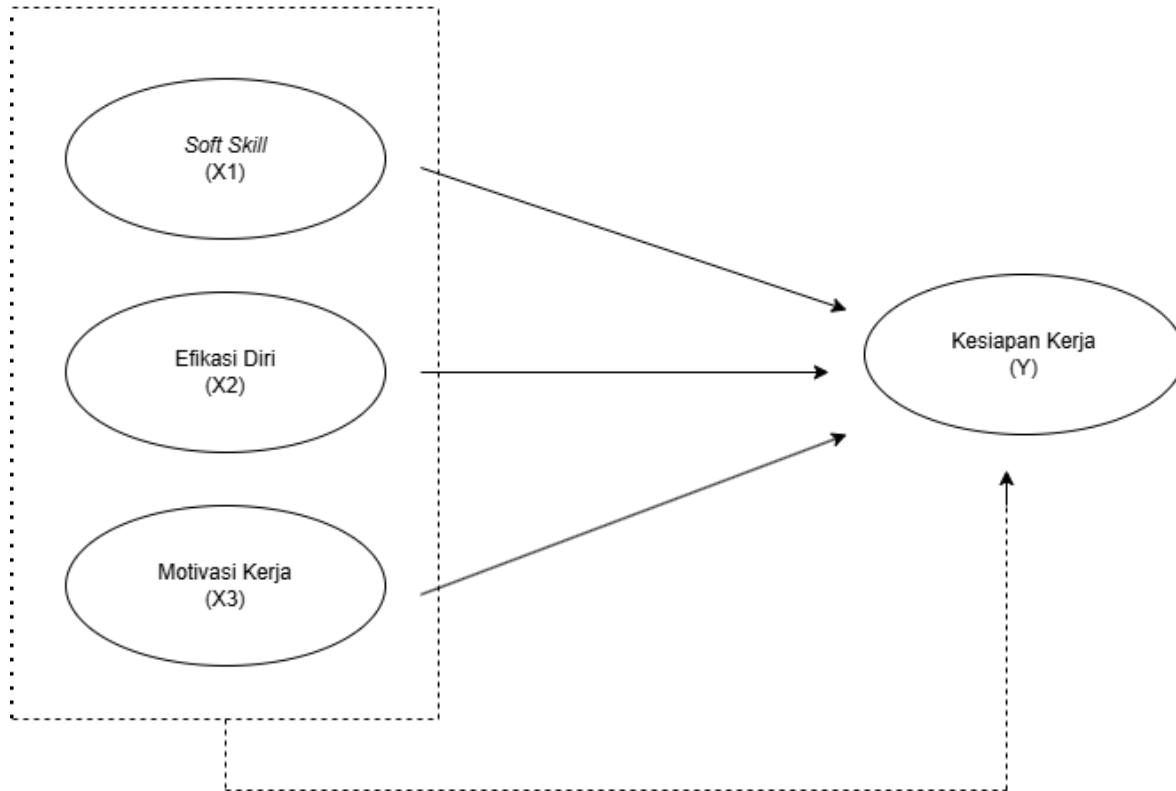 Soft Skill
(X1)
Efikasi Diri
(X2)
Motivasi Kerja
(X3)
Kesiapan Kerja
(Y)